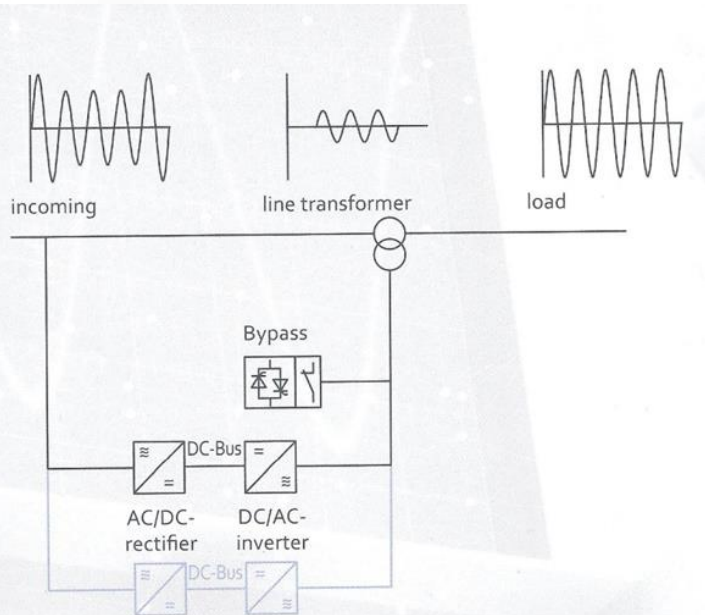 incoming
line transformer
load
Bypass
DC-Bus
AC/DC-
rectifier
DC/AC-
inverter
DC-Bus